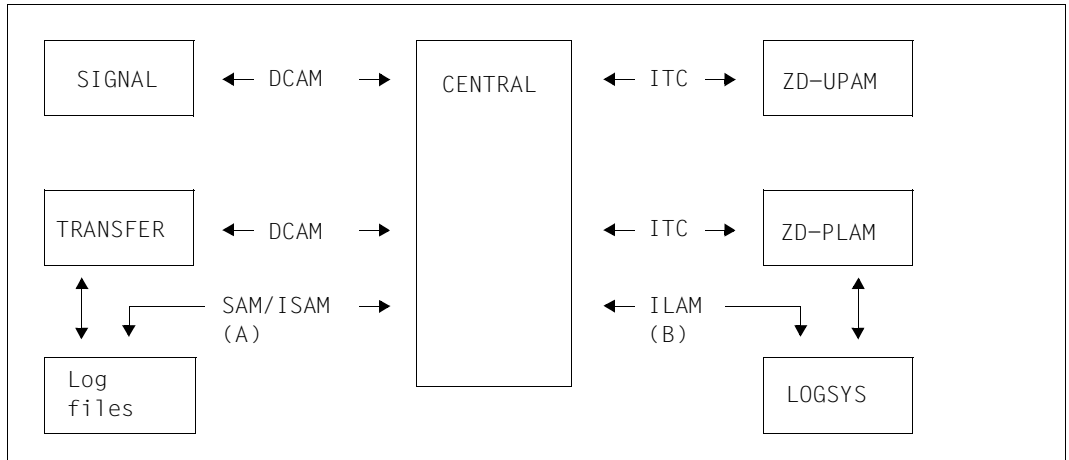 SIGNAL
DCAM
CENTRAL
ITC
ZD-UPAM
TRANSFER
DCAM
ITC
ZD-PLAM
SAM/ISAM
(A)
ILAM
(B)
Log
files
LOGSYS